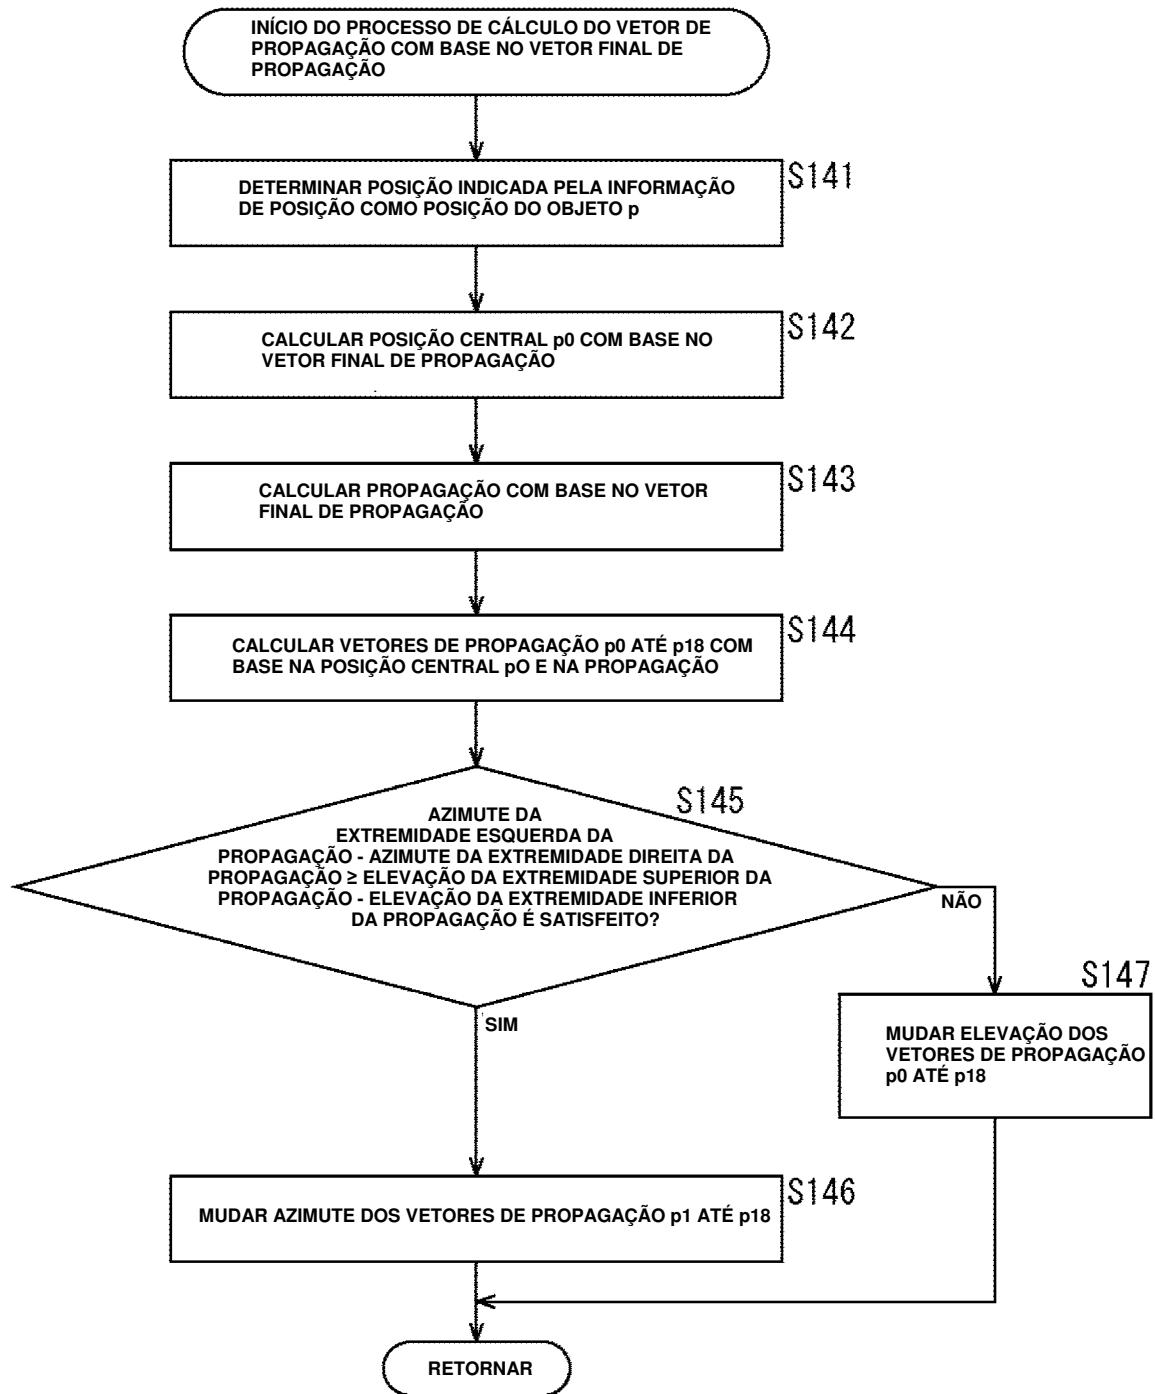 INÍCIO DO PROCESSO DE CÁLCULO DO VETOR DE
PROPAGAÇÃO COM BASE NO VETOR FINAL DE
PROPAGAÇÃO
S141
DETERMINAR POSIÇÃO INDICADA PELA INFORMAÇÃO
DE POSIÇÃO COMO POSIÇÃO DO OBJETO p
S142
CALCULAR POSIÇÃO CENTRAL p0 COM BASE NO
VETOR FINAL DE PROPAGAÇÃO
S143
CALCULAR PROPAGAÇÃO COM BASE NO VETOR
FINAL DE PROPAGAÇÃO
S144
CALCULAR VETORES DE PROPAGAÇÃO p0 ATÉ p18 COM
BASE NA POSIÇÃO CENTRAL pO E NA PROPAGAÇÃO
S145
AZIMUTE DA
EXTREMIDADE ESQUERDA DA
PROPAGAÇÃO - AZIMUTE DA EXTREMIDADE DIREITA DA
PROPAGAÇÃO ≥ ELEVAÇÃO DA EXTREMIDADE SUPERIOR DA
PROPAGAÇÃO - ELEVAÇÃO DA EXTREMIDADE INFERIOR
DA PROPAGAÇÃO É SATISFEITO?
NÃO
SIM
S147
MUDAR ELEVAÇÃO DOS
VETORES DE PROPAGAÇÃO
p0 ATÉ p18
S146
MUDAR AZIMUTE DOS VETORES DE PROPAGAÇÃO p1 ATÉ p18
RETORNAR